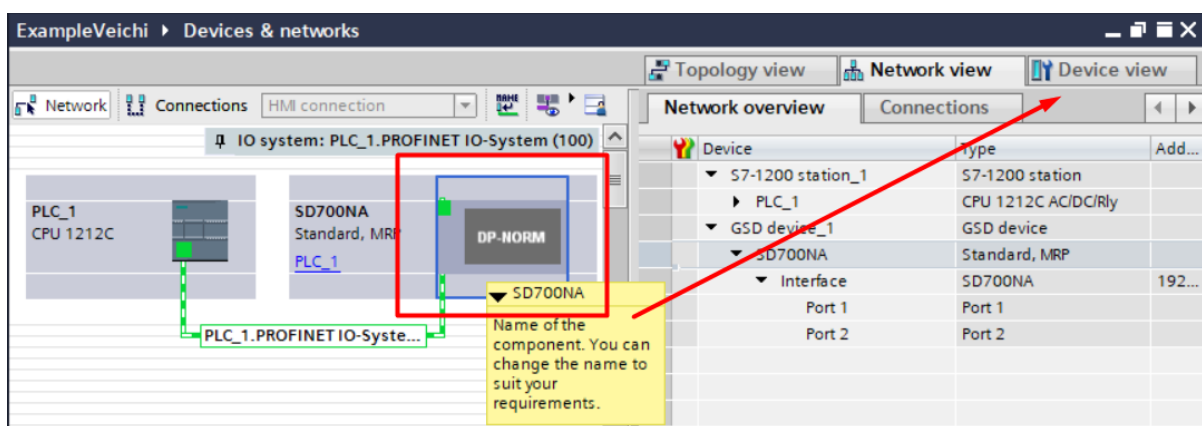 ExampleVeichi ▸ Devices & networks
Topology view Network view Device view
Network Connections HMI connection
Network overview Connections
IO system: PLC_1.PROFINET IO-System (100)
Device Type Add...
S7-1200 station_1 S7-1200 station
PLC_1 CPU 1212C AC/DC/Rly
GSD device_1 GSD device
SD700NA Standard, MRP
Interface SD700NA 192...
Port 1 Port 1
Port 2 Port 2
PLC_1
CPU 1212C
SD700NA
Standard, MRP
PLC_1
DP-NORM
SD700NA
Name of the
component. You can
change the name to
suit your
requirements.
PLC_1.PROFINET IO-Syste...